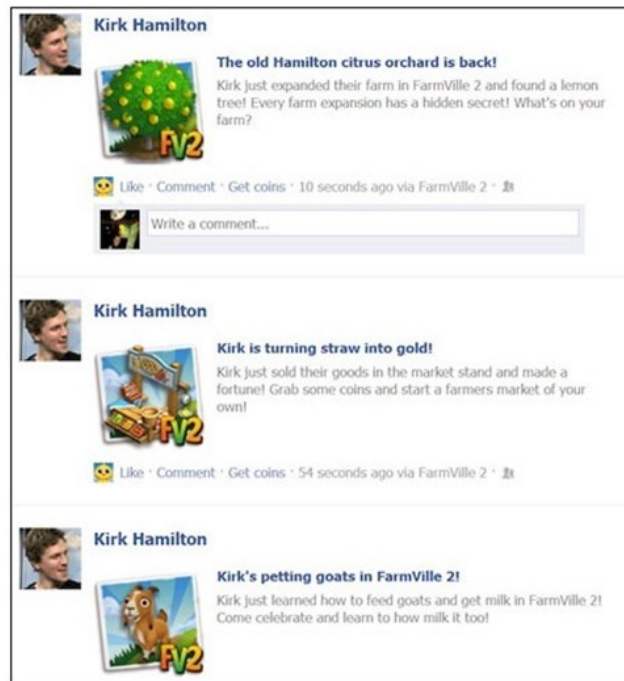 Kirk Hamilton
The old Hamilton citrus orchard is back!
Kirk just expanded their farm in FarmVille 2 and found a lemon
tree! Every farm expansion has a hidden secret! What's on your
farm?
FV2
Like · Comment · Get coins · 10 seconds ago via FarmVille 2 ·
Write a comment...
Kirk Hamilton
Kirk is turning straw into gold!
Kirk just sold their goods in the market stand and made a
fortune! Grab some coins and start a farmers market of your
own!
FV2
Like · Comment · Get coins · 54 seconds ago via FarmVille 2 ·
Kirk Hamilton
Kirk's petting goats in FarmVille 2!
Kirk just learned how to feed goats and get milk in FarmVille 2!
Come celebrate and learn to how milk it too!
FV2